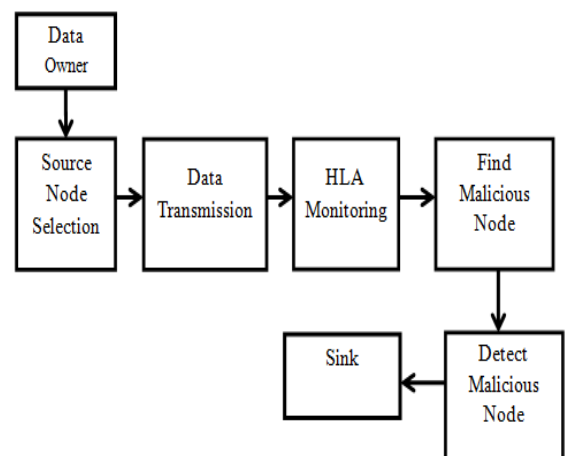 Data
Owner
Source
Node
Selection
Data
Transmission
HLA
Monitoring
Find
Malicious
Node
Detect
Malicious
Node
Sink